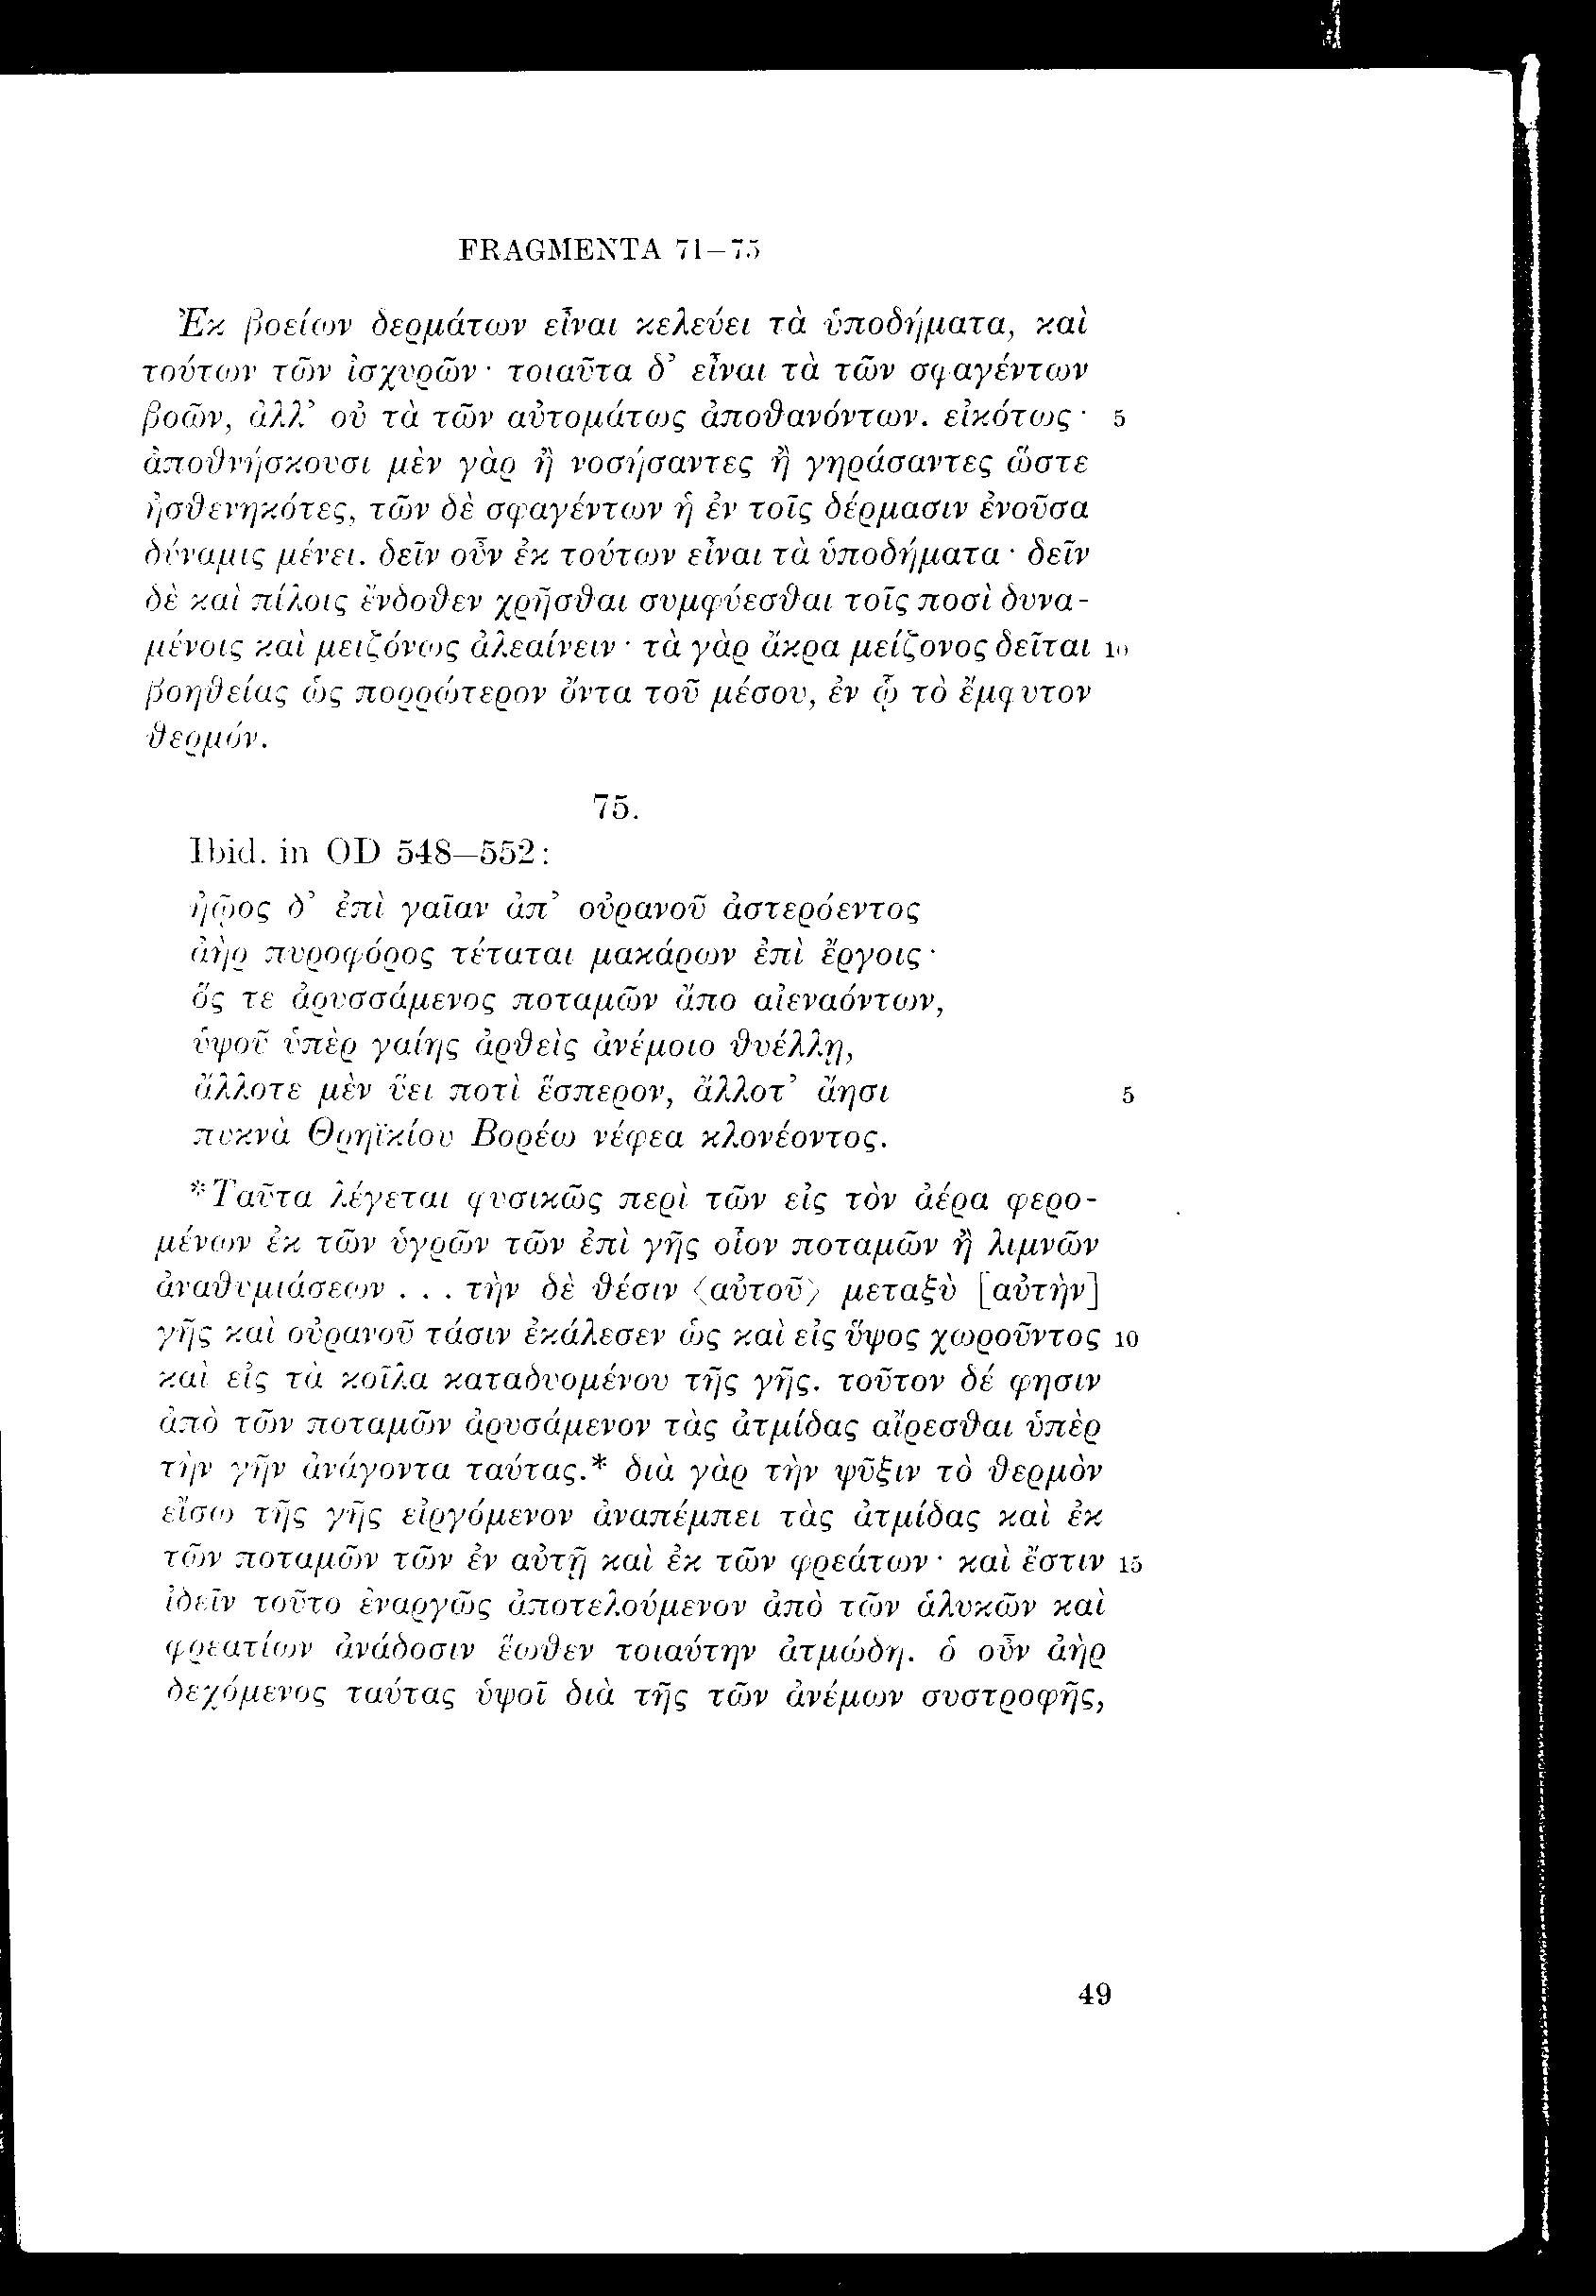 FRAGMENTA 71–75
Ἐκ βοείων δερμάτων εἶναι κελεύει τὰ ὑποδήματα, καὶ
τούτων τῶν ἰσχυρῶν· τοιαῦτα δ’ εἶναι τὰ τῶν σφαγέντων
βοῶν, ἀλλ’ οὐ τὰ τῶν αὐτομάτως ἀποθανόντων. εἰκότως· 5
ἀποθνήσκουσι μὲν γὰρ ἢ νοσήσαντες ἢ γηράσαντες ὥστε
ἠσθενηκότες, τῶν δὲ σφαγέντων ἡ ἐν τοῖς δέρμασιν ἐνοῦσα
δύναμις μένει. δεῖν οὖν ἐκ τούτων εἶναι τὰ ὑποδήματα· δεῖν
δὲ καὶ πίλοις ἔνδοθεν χρῆσθαι συμφύεσθαι τοῖς ποσὶ δυνα-
μένοις καὶ μειζόνως ἀλεαίνειν· τὰ γὰρ ἄκρα μείζονος δεῖται 10
βοηθείας ὡς πορρώτερον ὄντα τοῦ μέσου, ἐν ᾧ τὸ ἔμφυτον
θερμόν.
75.
Ibid. in OD 548–552:
ἠῷος δ’ ἐπὶ γαῖαν ἀπ’ οὐρανοῦ ἀστερόεντος
ἀὴρ πυροφόρος τέταται μακάρων ἐπὶ ἔργοις·
ὅς τε ἀρυσσάμενος ποταμῶν ἄπο αἰεναόντων,
ὑψοῦ ὑπὲρ γαίης ἀρθεὶς ἀνέμοιο θυέλλῃ,
ἄλλοτε μὲν ὕει ποτὶ ἕσπερον, ἄλλοτ’ ἄησι 5
πυκνὰ Θρηϊκίου Βορέω νέφεα κλονέοντος.
*Ταῦτα λέγεται φυσικῶς περὶ τῶν εἰς τὸν ἀέρα φερο-
μένων ἐκ τῶν ὑγρῶν τῶν ἐπὶ γῆς οἷον ποταμῶν ἢ λιμνῶν
ἀναθυμιάσεων . . . τὴν δὲ θέσιν ⟨αὐτοῦ⟩ μεταξὺ [αὐτὴν]
γῆς καὶ οὐρανοῦ τάσιν ἐκάλεσεν ὡς καὶ εἰς ὕψος χωροῦντος 10
καὶ εἰς τὰ κοῖλα καταδυομένου τῆς γῆς. τοῦτον δέ φησιν
ἀπὸ τῶν ποταμῶν ἀρυσάμενον τὰς ἀτμίδας αἴρεσθαι ὑπὲρ
τὴν γῆν ἀνάγοντα ταύτας.* διὰ γὰρ τὴν ψῦξιν τὸ θερμὸν
εἴσω τῆς γῆς εἰργόμενον ἀναπέμπει τὰς ἀτμίδας καὶ ἐκ
τῶν ποταμῶν τῶν ἐν αὐτῇ καὶ ἐκ τῶν φρεάτων· καὶ ἔστιν 15
ἰδεῖν τοῦτο ἐναργῶς ἀποτελούμενον ἀπὸ τῶν ἁλυκῶν καὶ
φρεατίων ἀνάδοσιν ἕωθεν τοιαύτην ἀτμώδη. ὁ οὖν ἀὴρ
δεχόμενος ταύτας ὑψοῖ διὰ τῆς τῶν ἀνέμων συστροφῆς,
49